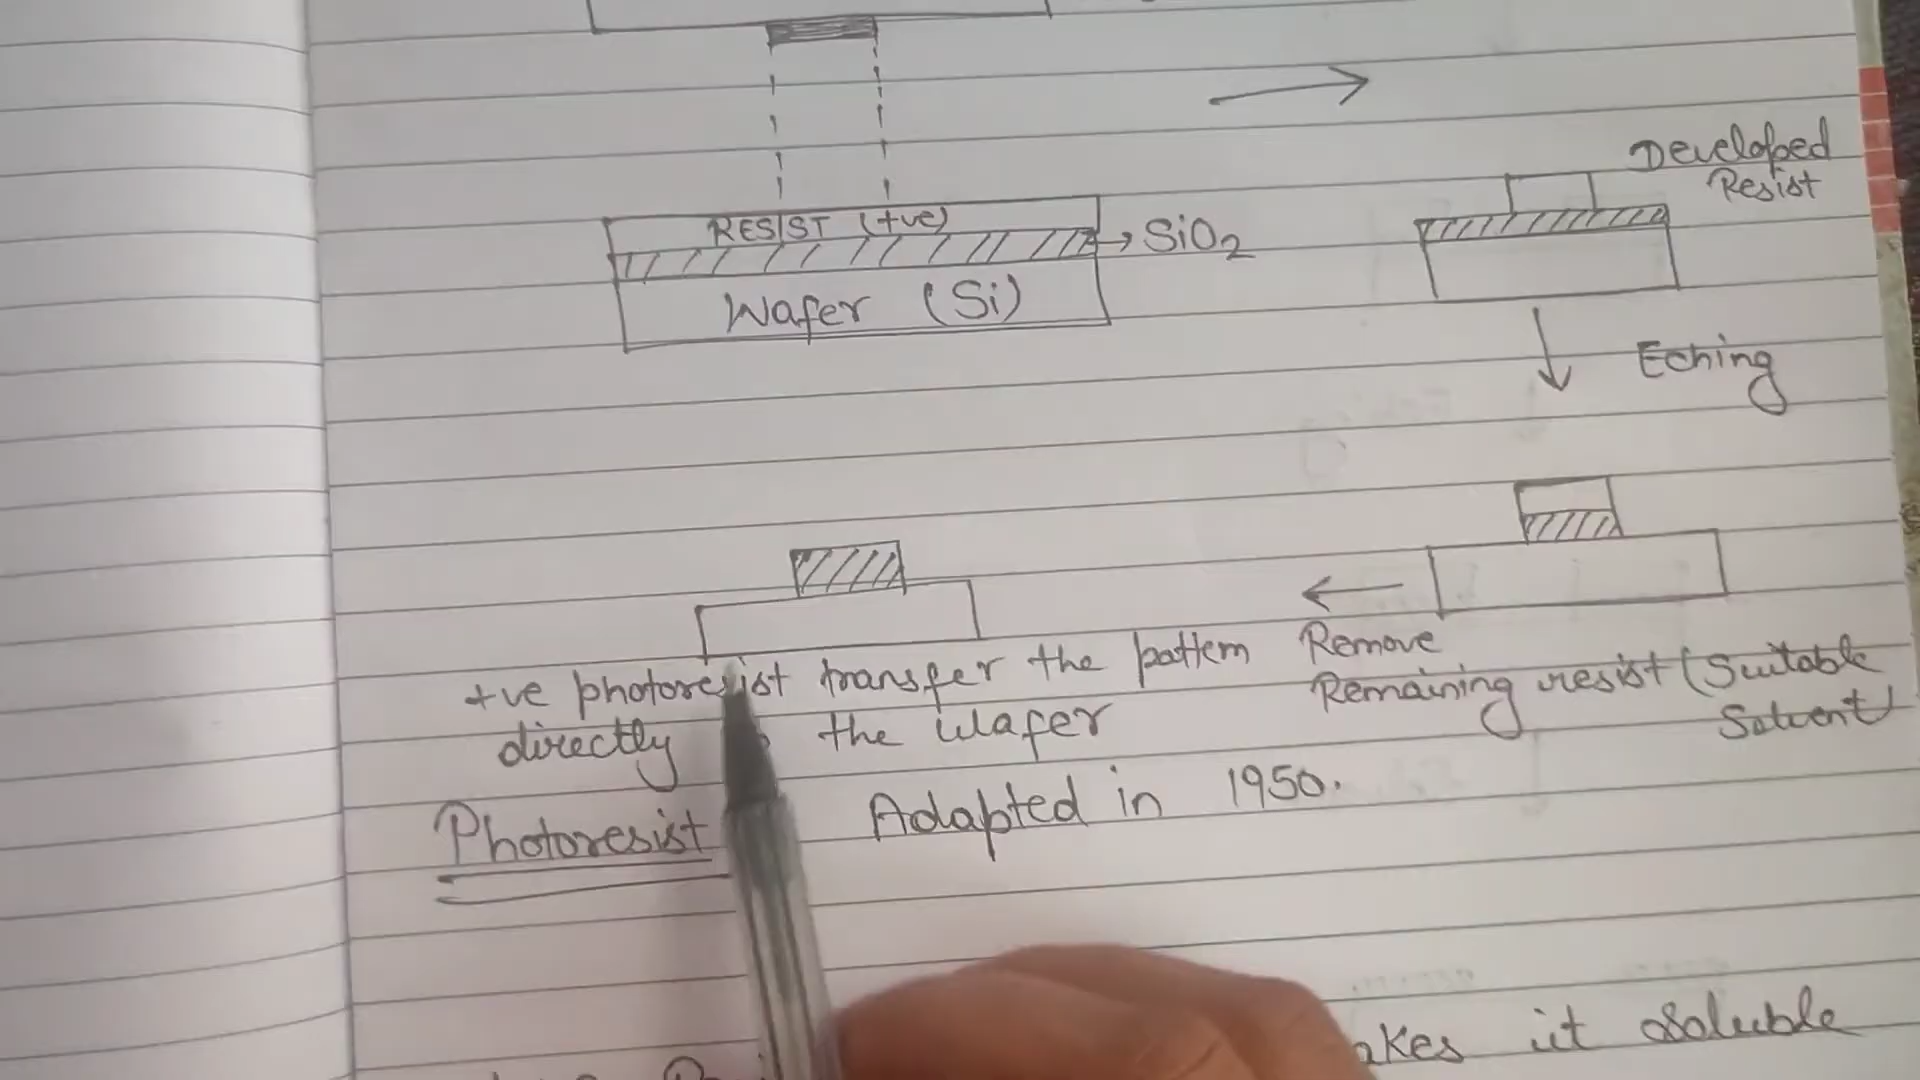 RESIST (+ve)
SiO2
Wafer (Si)
Developed
Resist
Eching
+ve photoresist transfer the pattern
directly the Wafer
Remove
Remaining resist (Suitable
Solvent)
Photoresist Adapted in 1950.
it soluble